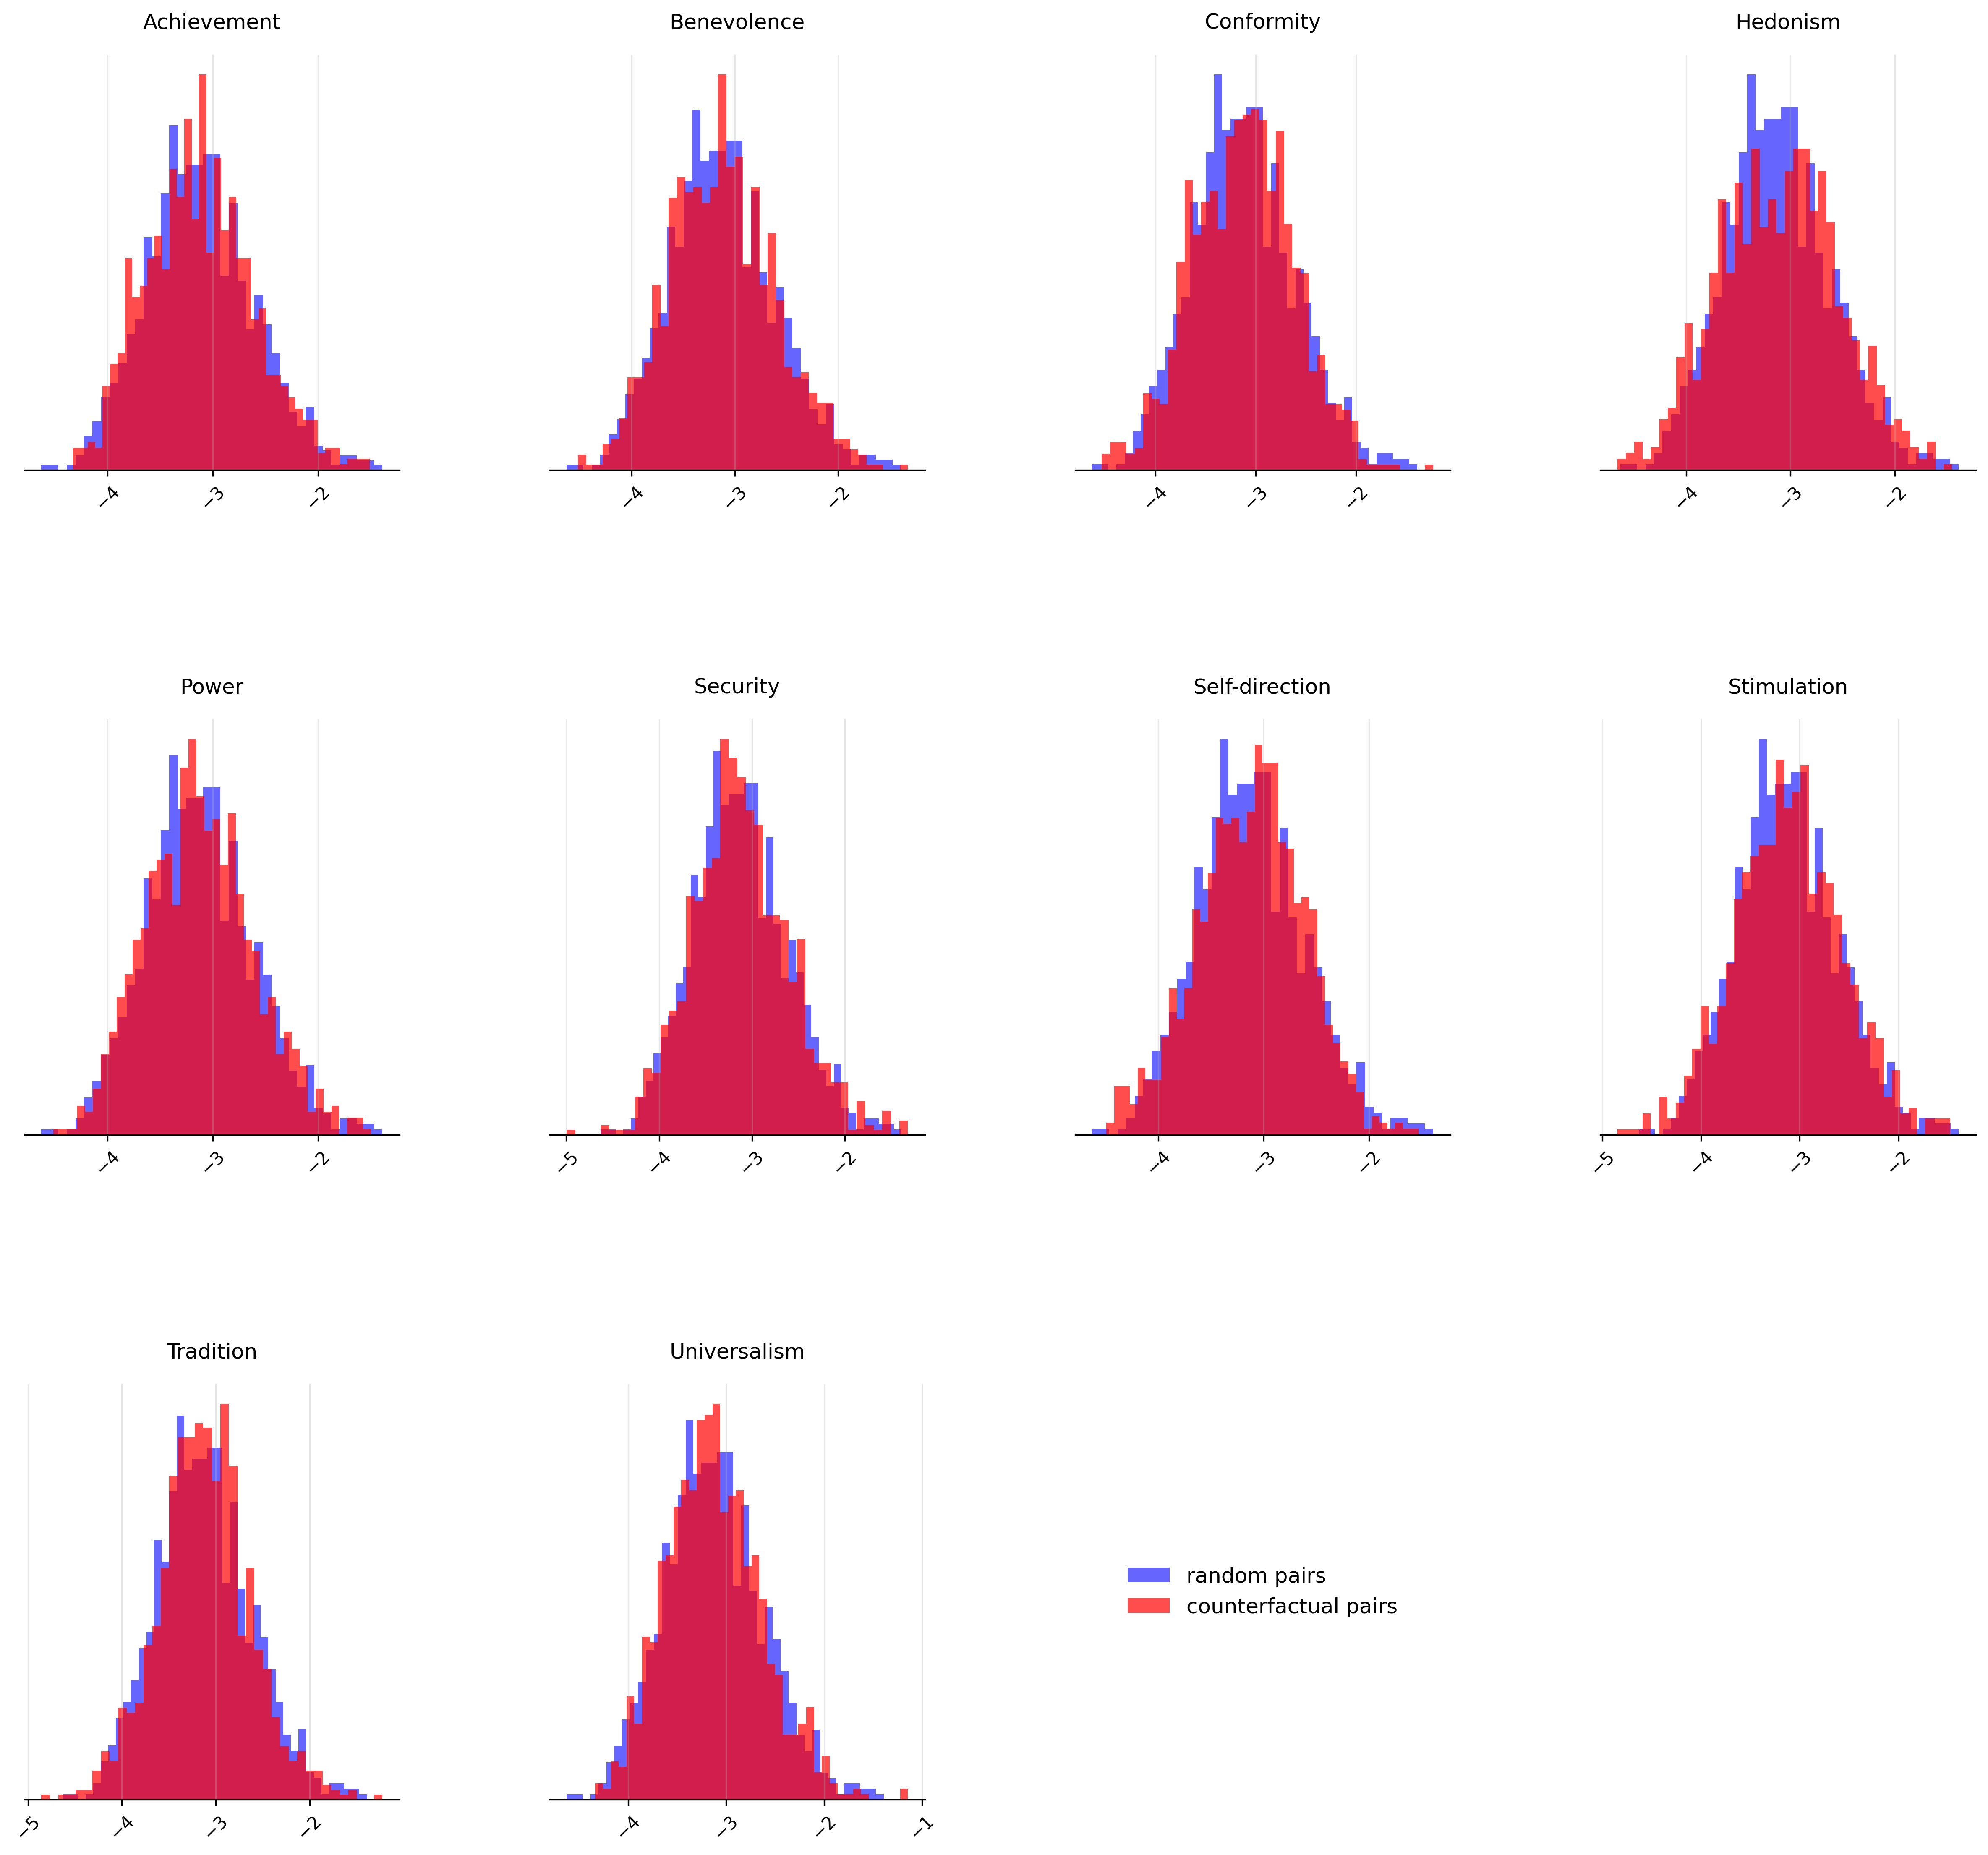 Achievement
Benevolence
Conformity
Hedonism
−4 −3 −2
−4 −3 −2
−4 −3 −2
−4 −3 −2
Power
Security
Self-direction
Stimulation
−4 −3 −2
−5 −4 −3 −2
−4 −3 −2
−5 −4 −3 −2
Tradition
Universalism
random pairs
counterfactual pairs
−5 −4 −3 −2
−4 −3 −2 −1